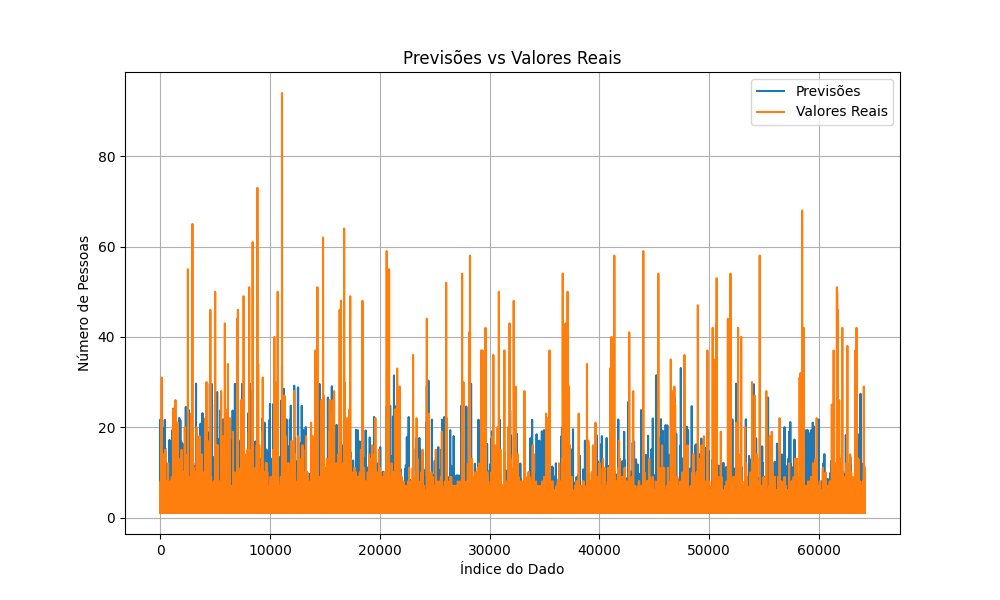 Previsões vs Valores Reais
Previsões
Valores Reais
Número de Pessoas
80
60
40
20
0
0 10000 20000 30000 40000 50000 60000
Índice do Dado